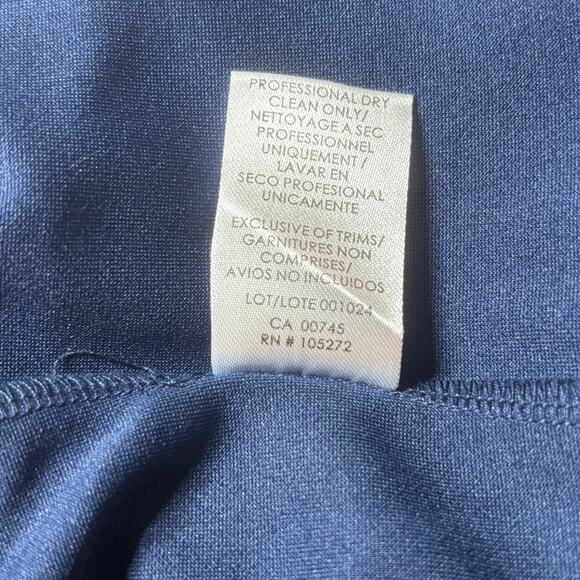 PROFESSIONAL DRY
CLEAN ONLY/
NETTOYAGE A SEC
PROFESSIONNEL
UNIQUEMENT/
LAVAR EN
SECO PROFESIONAL
UNICAMENTE
EXCLUSIVE OF TRIMS/
GARNITURES NON
COMPRISES/
AVIOS NO INCLUIDOS
LOT/LOTE 001024
CA 00745
RN # 105272